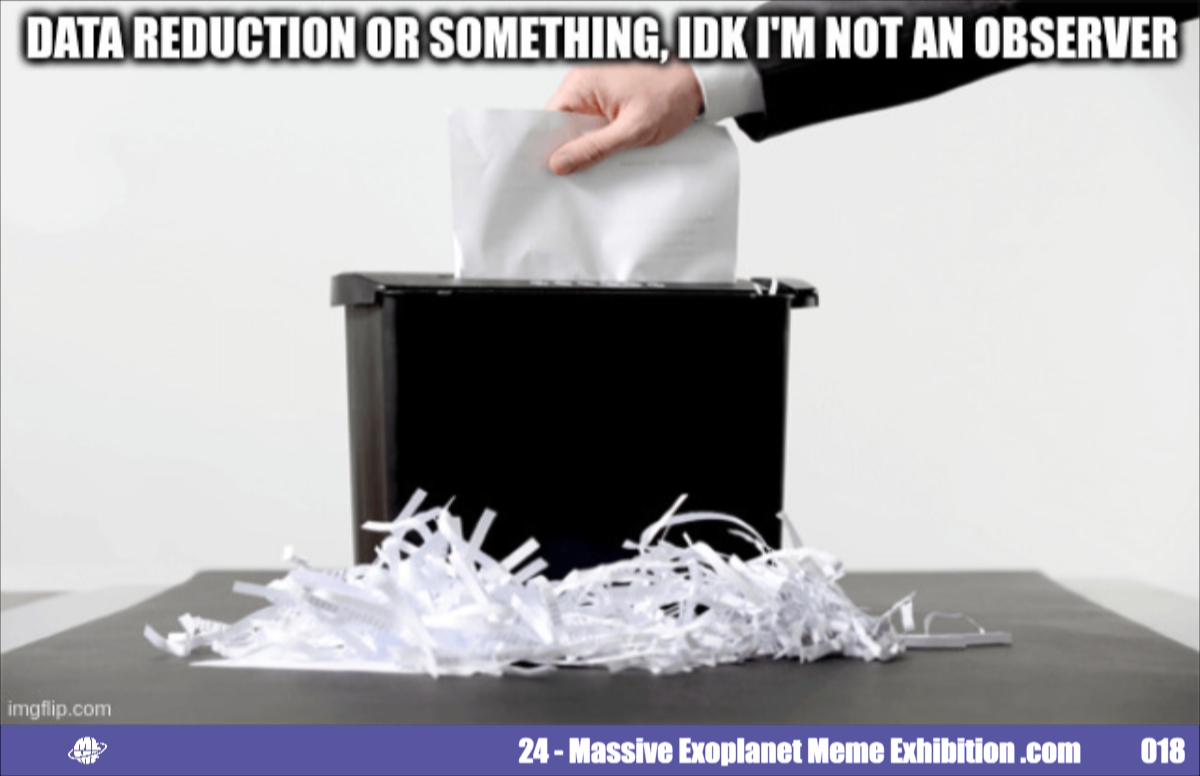 DATA REDUCTION OR SOMETHING, IDK I'M NOT AN OBSERVER
imgflip.com
24 - Massive Exoplanet Meme Exhibition .com 018